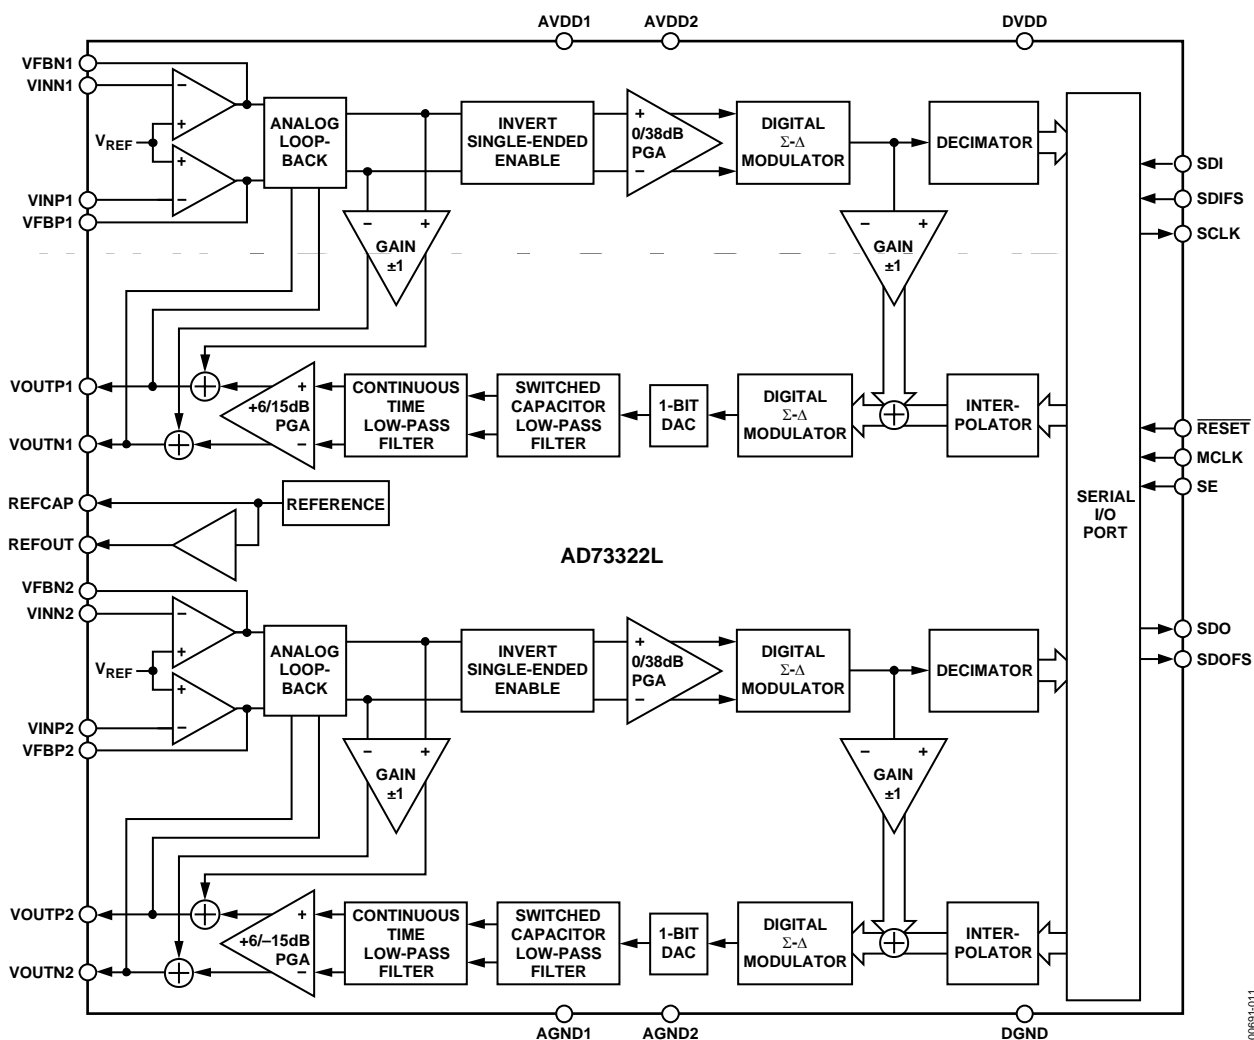 AVDD1
AVDD2
DVDD
VFBN1
VINN1
VREF
VINP1
VFBP1
−
+
+
−
ANALOG
LOOP-
BACK
INVERT
SINGLE-ENDED
ENABLE
+
0/38dB
PGA
−
DIGITAL
Σ-Δ
MODULATOR
DECIMATOR
SDI
SDIFS
SCLK
− +
GAIN
±1
− +
GAIN
±1
VOUTP1
VOUTN1
+
+6/15dB
PGA
−
CONTINUOUS
TIME
LOW-PASS
FILTER
SWITCHED
CAPACITOR
LOW-PASS
FILTER
1-BIT
DAC
DIGITAL
Σ-Δ
MODULATOR
INTER-
POLATOR
RESET
MCLK
SE
SERIAL
I/O
PORT
REFCAP
REFOUT
REFERENCE
AD73322L
VFBN2
VINN2
VREF
VINP2
VFBP2
−
+
+
−
ANALOG
LOOP-
BACK
INVERT
SINGLE-ENDED
ENABLE
+
0/38dB
PGA
−
DIGITAL
Σ-Δ
MODULATOR
DECIMATOR
SDO
SDOFS
− +
GAIN
±1
− +
GAIN
±1
VOUTP2
VOUTN2
+
+6/−15dB
PGA
−
CONTINUOUS
TIME
LOW-PASS
FILTER
SWITCHED
CAPACITOR
LOW-PASS
FILTER
1-BIT
DAC
DIGITAL
Σ-Δ
MODULATOR
INTER-
POLATOR
AGND1
AGND2
DGND
00691-011